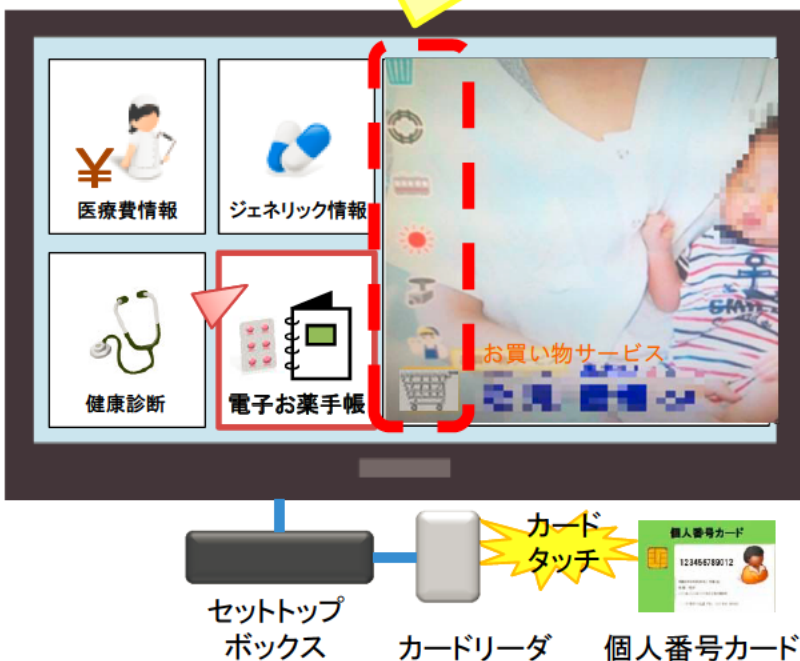 ¥
医療費情報
ジェネリック情報
健康診断
電子お薬手帳
お買い物サービス
カード
タッチ
個人番号カード
123456789012
セットトップ
ボックス
カードリーダ
個人番号カード